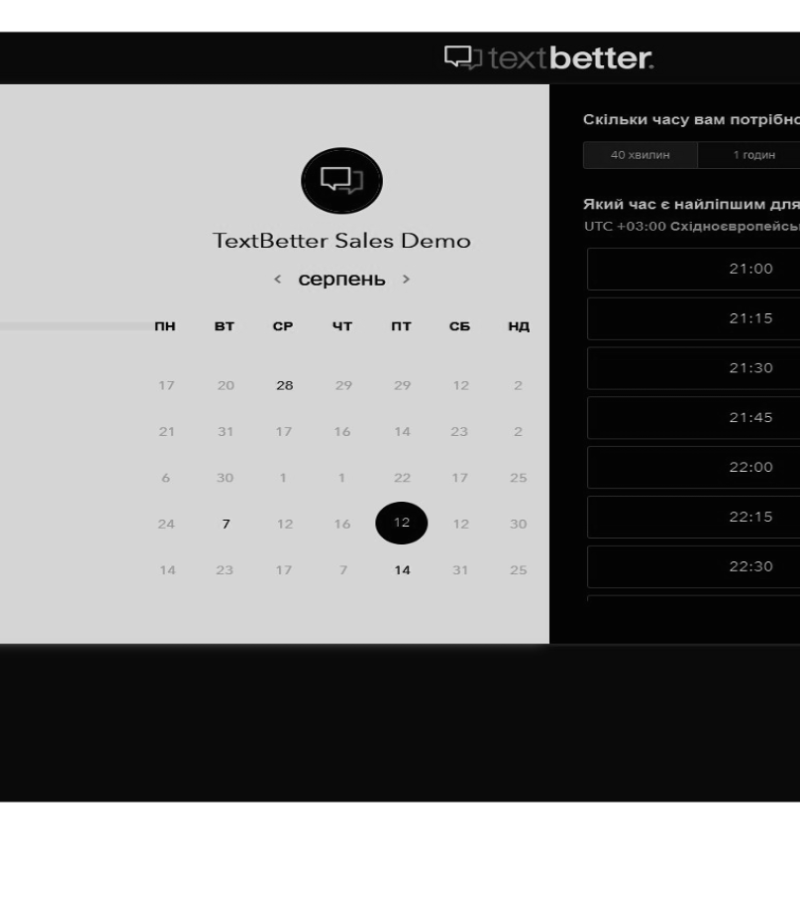 textbetter.
TextBetter Sales Demo
< серпень >
ПН ВТ СР ЧТ ПТ СБ НД
17 20 28 29 29 12 2
21 31 17 16 14 23 2
6 30 1 1 22 17 25
24 7 12 16 12 12 30
14 23 17 7 14 31 25
Скільки часу вам потрібно
40 хвилин 1 годин
Який час є найліпшим для
UTC +03:00 Східноєвропейсь
21:00
21:15
21:30
21:45
22:00
22:15
22:30